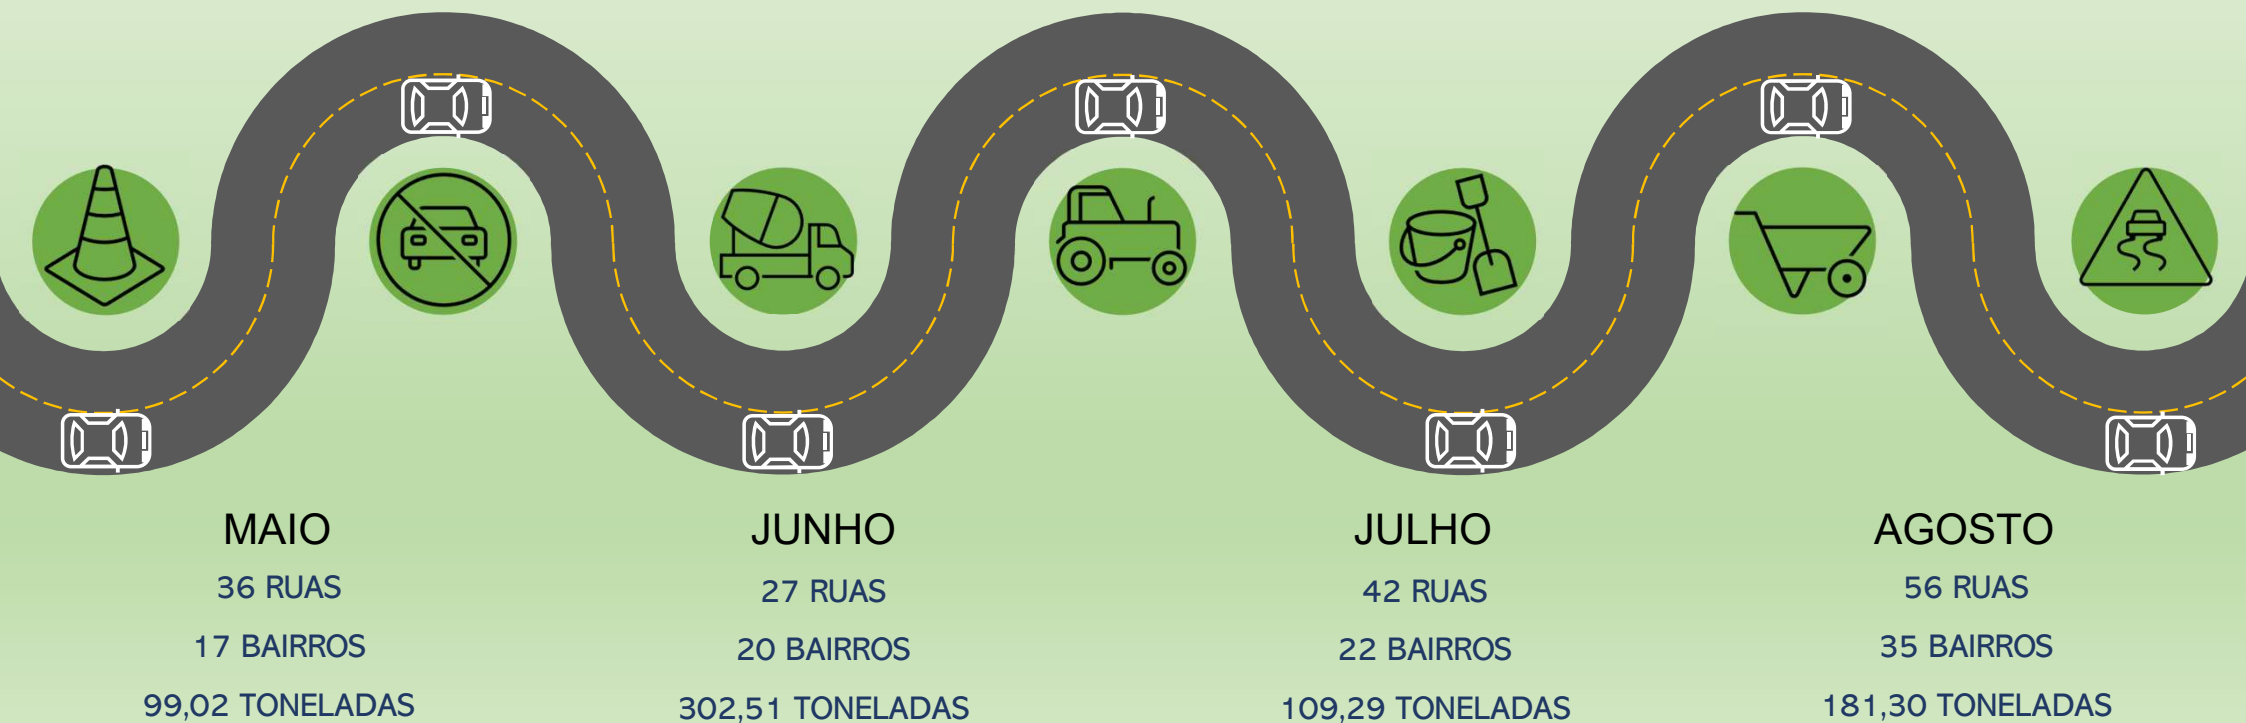 MAIO
36 RUAS
17 BAIRROS
99,02 TONELADAS
JUNHO
27 RUAS
20 BAIRROS
302,51 TONELADAS
JULHO
42 RUAS
22 BAIRROS
109,29 TONELADAS
AGOSTO
56 RUAS
35 BAIRROS
181,30 TONELADAS